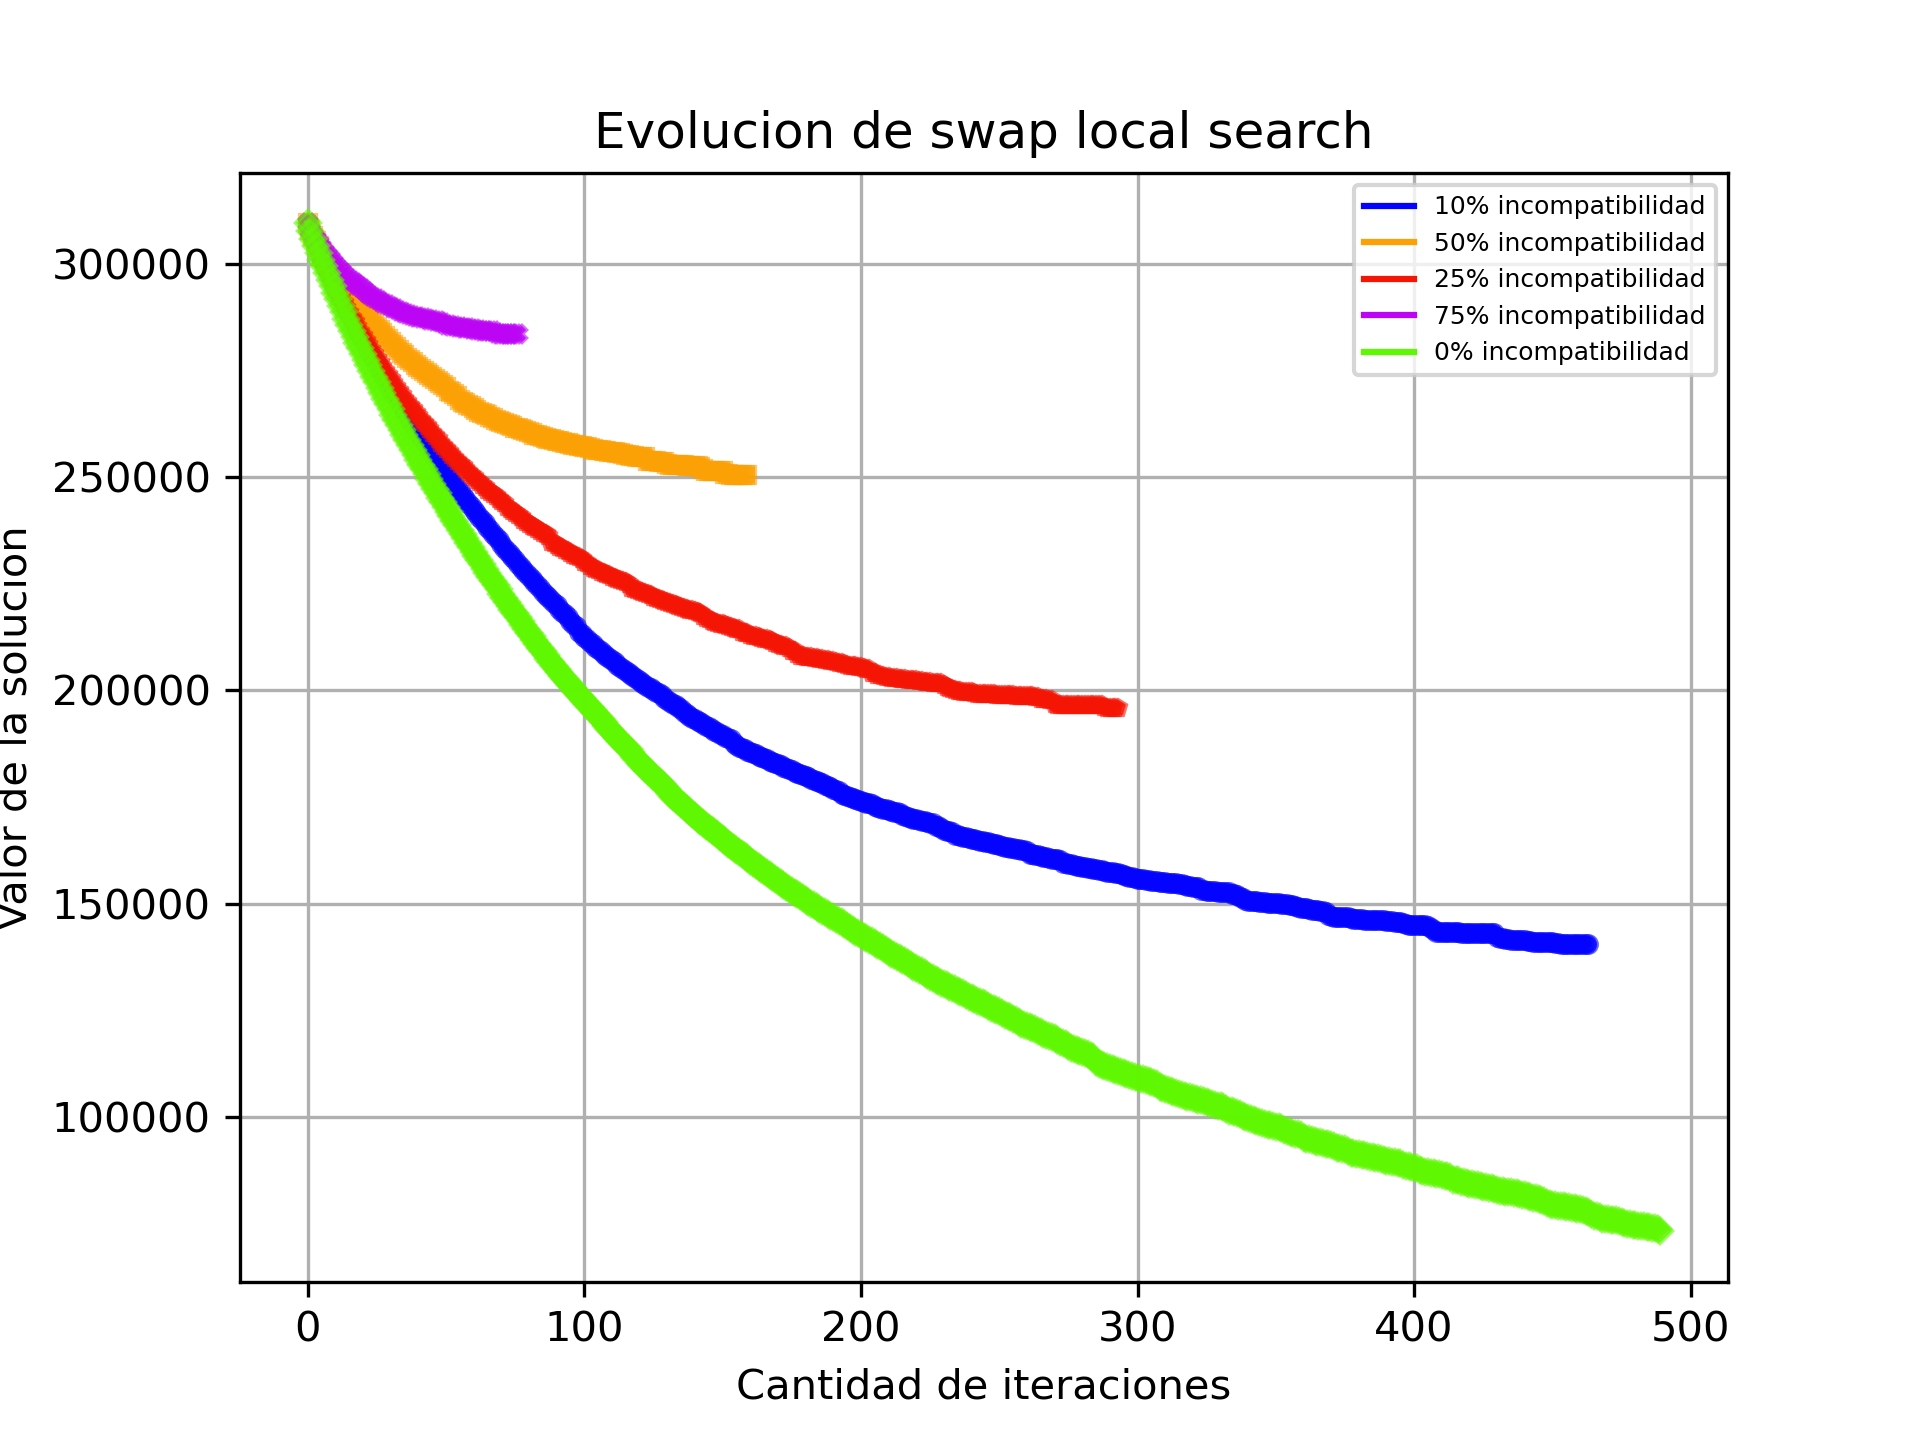 Evolucion de swap local search
10% incompatibilidad
50% incompatibilidad
25% incompatibilidad
75% incompatibilidad
0% incompatibilidad
Valor de la solucion
300000
250000
200000
150000
100000
0 100 200 300 400 500
Cantidad de iteraciones